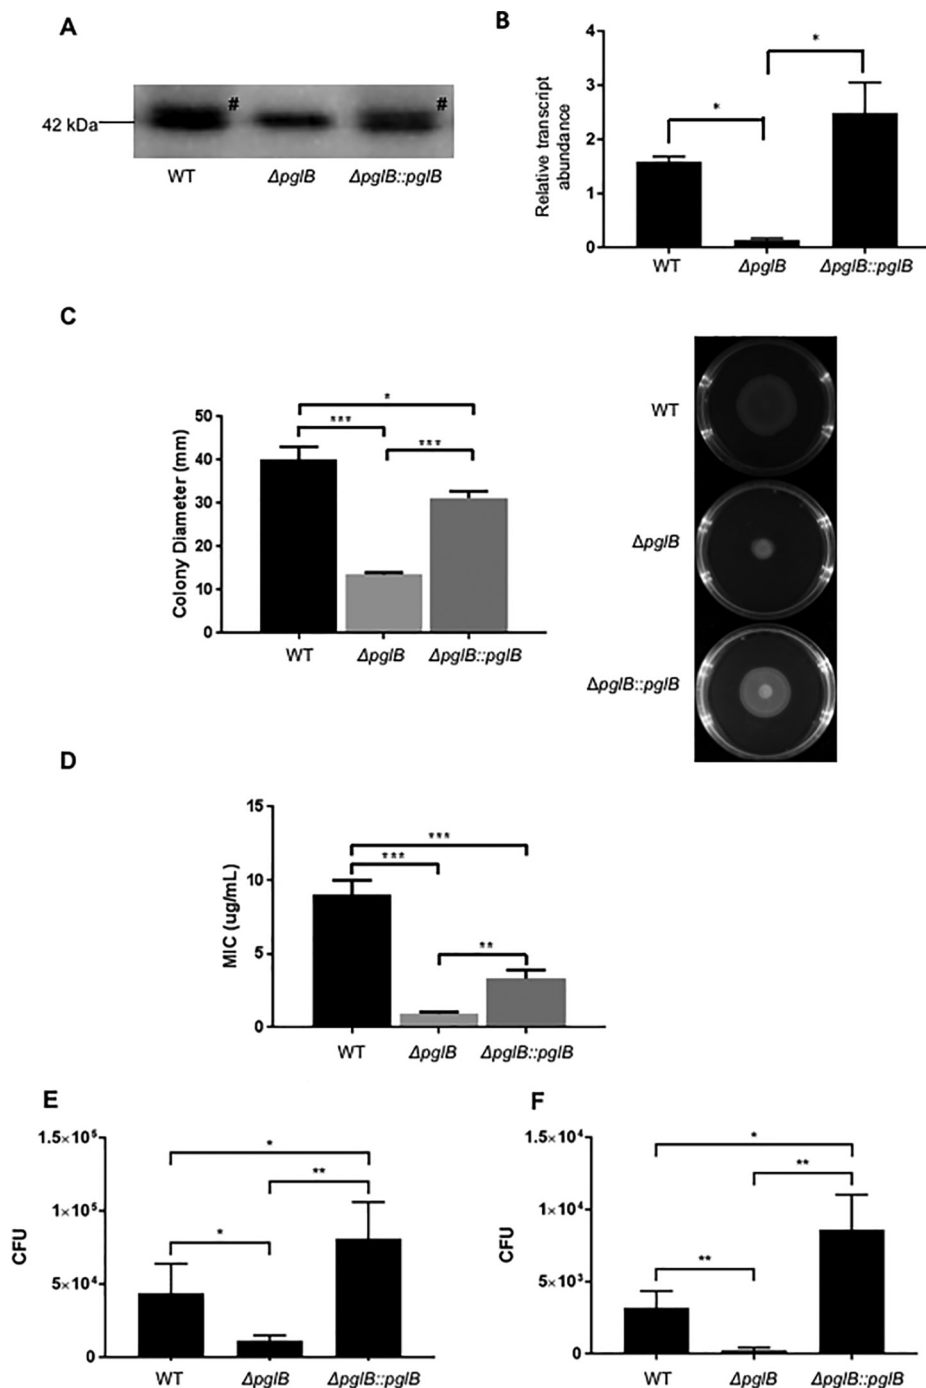 A
42 kDa
#
#
WT
ΔpglB
ΔpglB::pglB
B
Relative transcript
abundance
4
3
2
1
0
*
*
WT
ΔpglB
ΔpglB::pglB
C
Colony Diameter (mm)
50
40
30
20
10
0
*
***
***
WT
ΔpglB
ΔpglB::pglB
WT
ΔpglB
ΔpglB::pglB
D
MIC (ug/mL)
15
10
5
0
***
***
**
WT
ΔpglB
ΔpglB::pglB
E
CFU
1.5×10⁵
1×10⁵
5×10⁴
0
*
**
*
WT
ΔpglB
ΔpglB::pglB
F
CFU
1.5×10⁴
1×10⁴
5×10³
0
*
**
**
WT
ΔpglB
ΔpglB::pglB